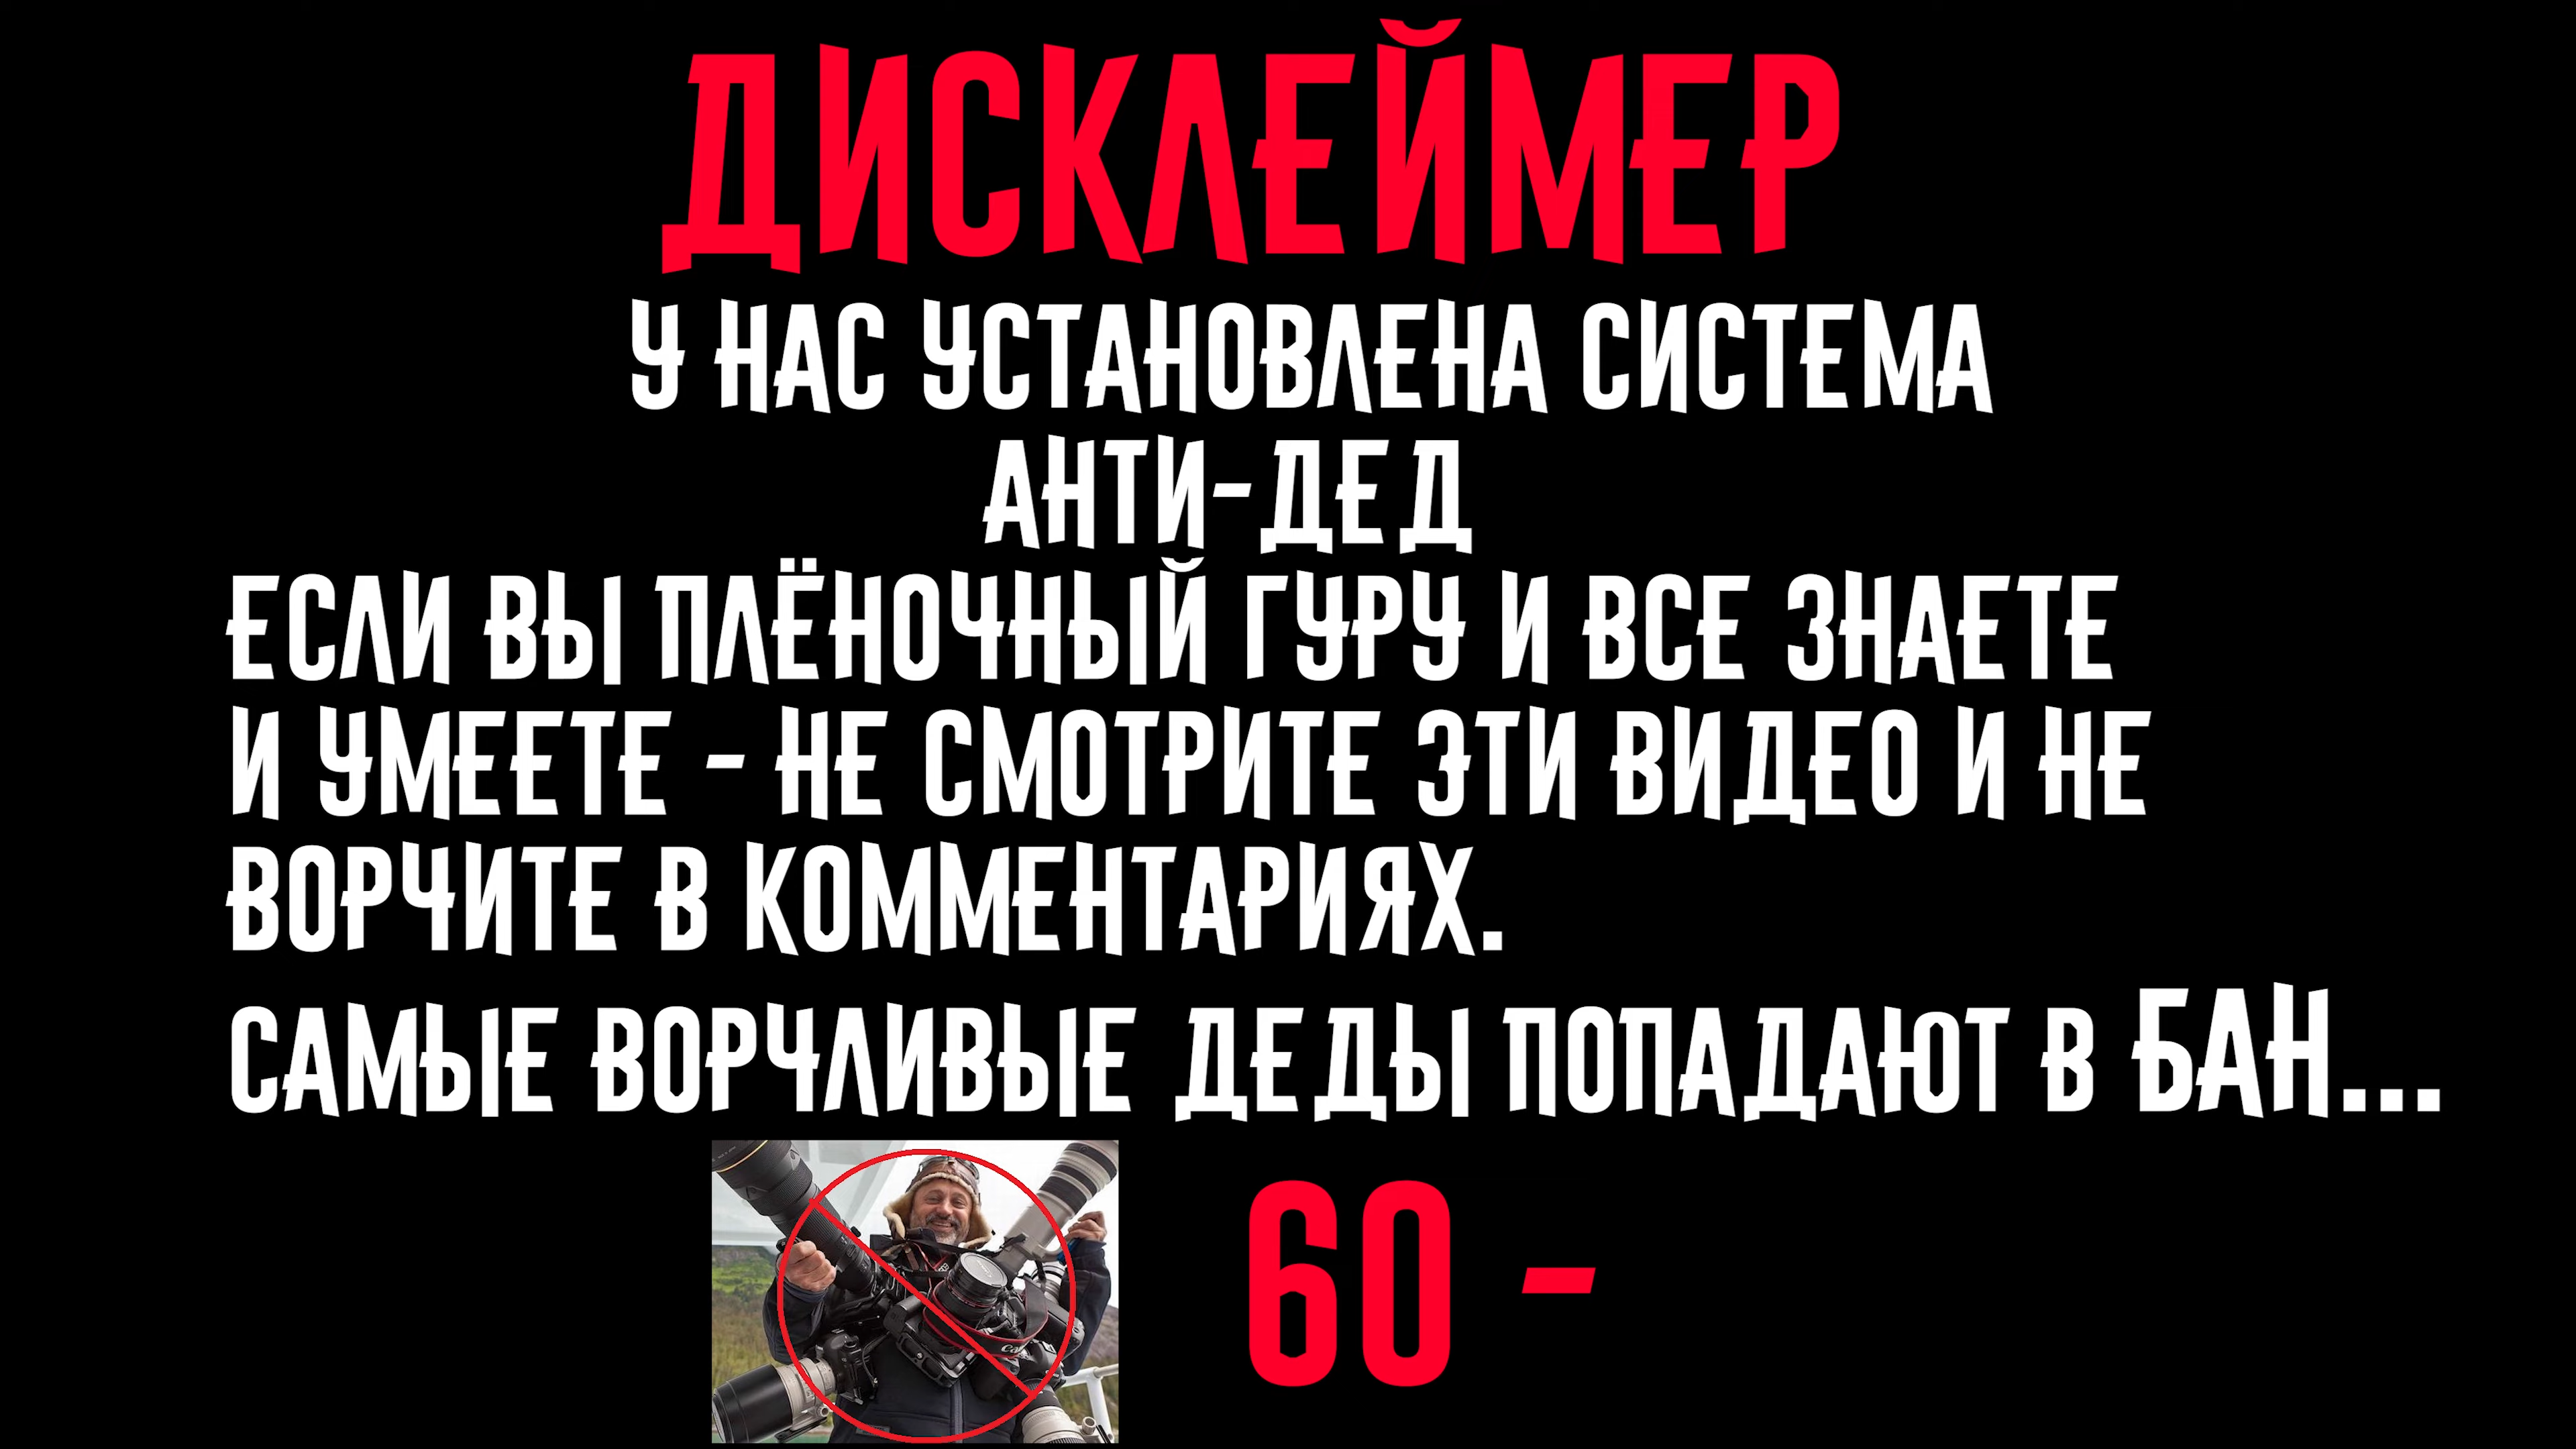 ДИСКЛЕЙМЕР
У НАС УСТАНОВЛЕНА СИСТЕМА
АНТИ-ДЕД
ЕСЛИ ВЫ ПЛЁНОЧНЫЙ ГУРУ И ВСЕ ЗНАЕТЕ
И УМЕЕТЕ - НЕ СМОТРИТЕ ЭТИ ВИДЕО И НЕ
ВОРЧИТЕ В КОММЕНТАРИЯХ.
САМЫЕ ВОРЧЛИВЫЕ ДЕДЫ ПОПАДАЮТ В БАН...
60 -